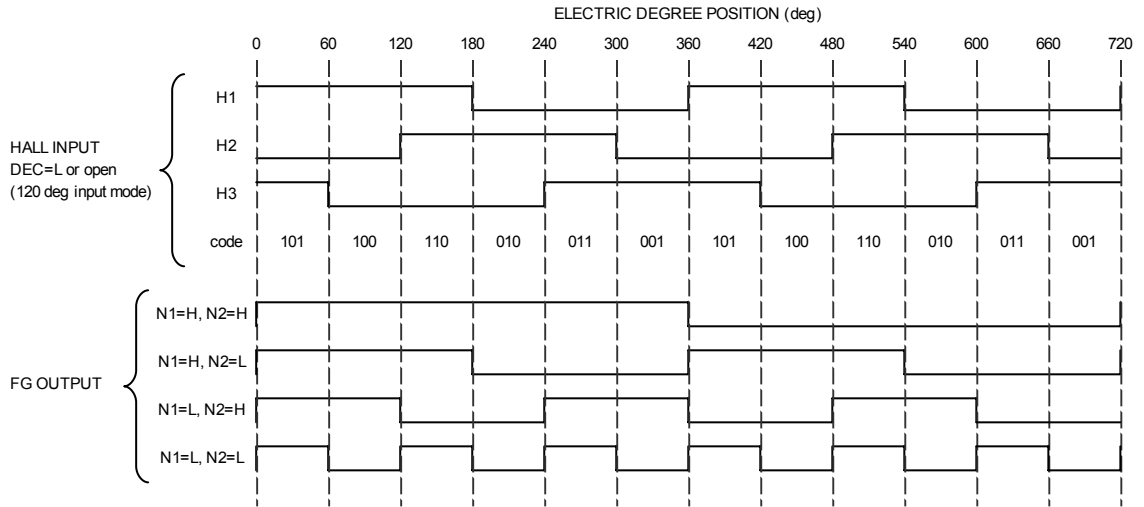 ELECTRIC DEGREE POSITION (deg)
0 60 120 180 240 300 360 420 480 540 600 660 720
HALL INPUT
DEC=L or open
(120 deg input mode)
H1
H2
H3
code 101 100 110 010 011 001 101 100 110 010 011 001
FG OUTPUT
N1=H, N2=H
N1=H, N2=L
N1=L, N2=H
N1=L, N2=L